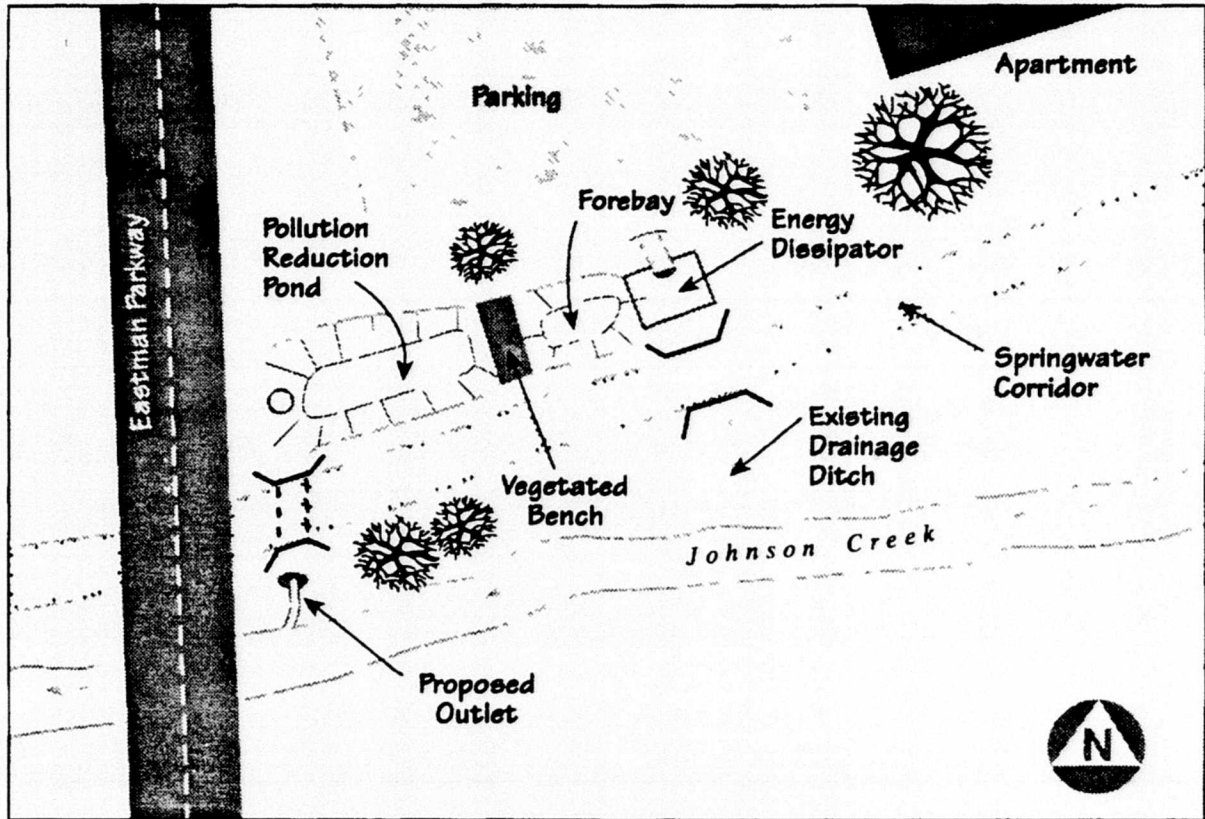 Apartment
Parking
Forebay
Energy
Dissipator
Pollution
Reduction
Pond
Eastman Parkway
Springwater
Corridor
Existing
Drainage
Ditch
Vegetated
Bench
Johnson Creek
Proposed
Outlet
N